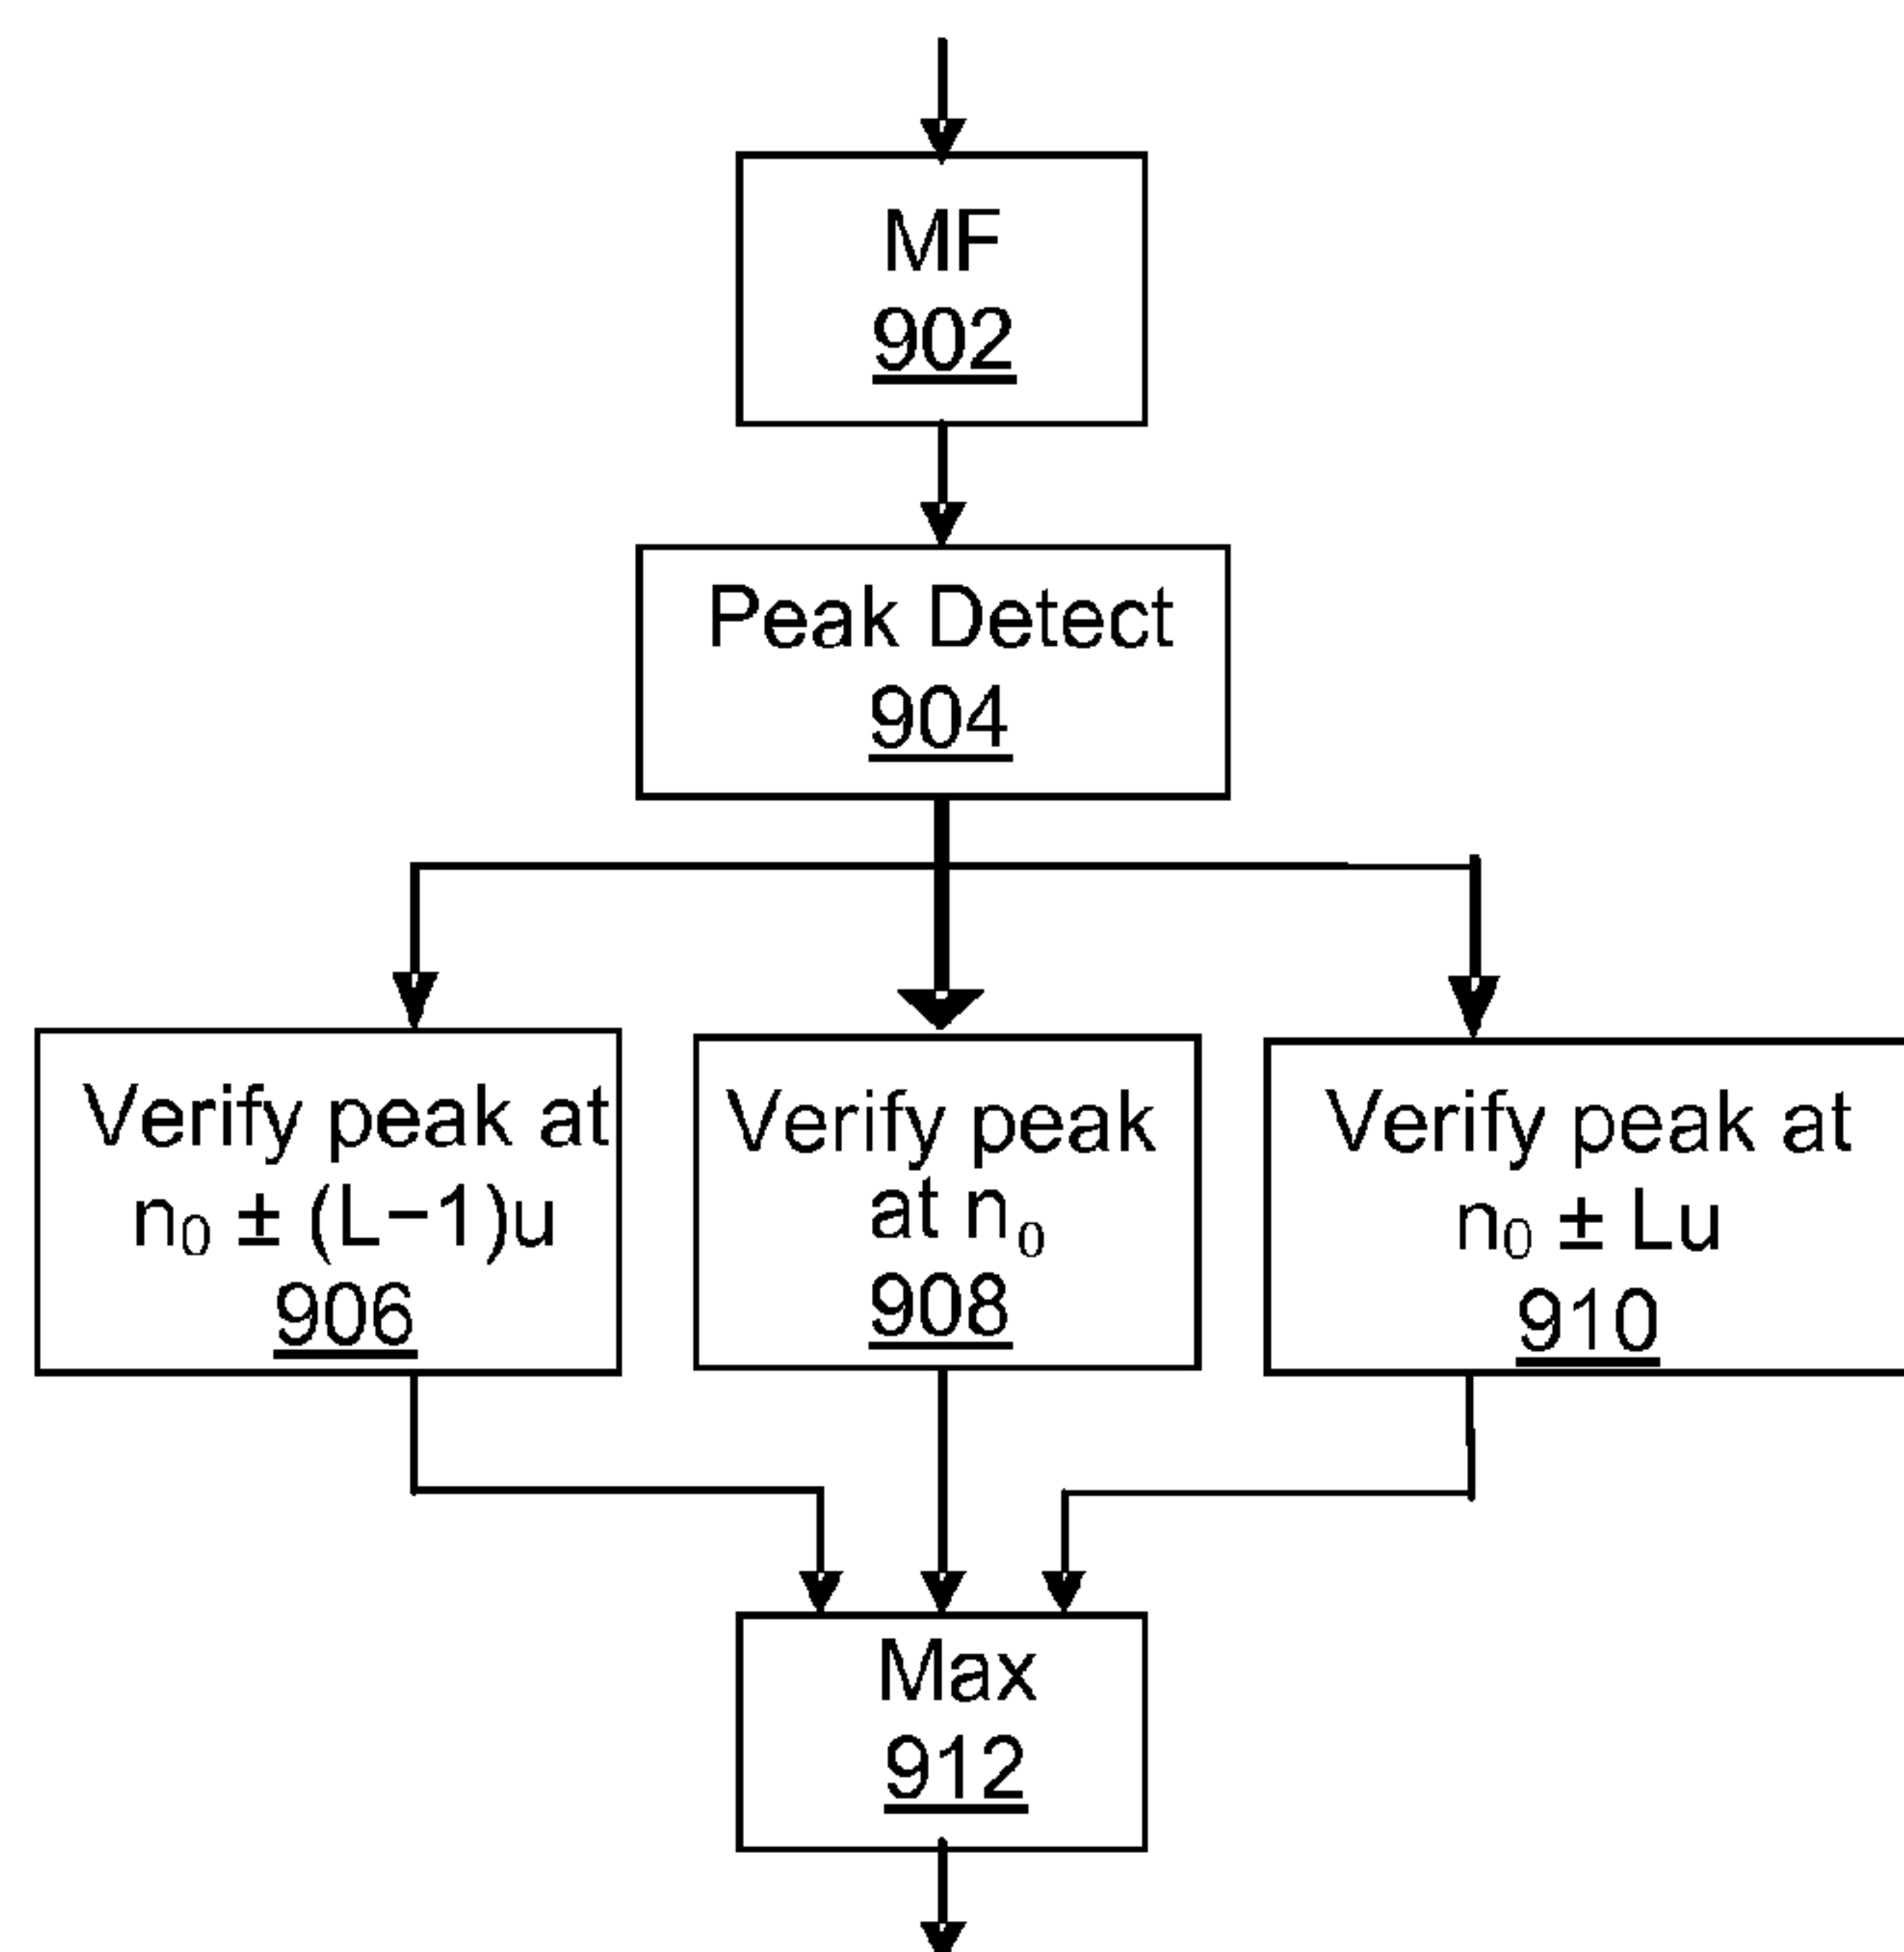 MF
902
Peak Detect
904
Verify peak at
n₀ ± (L−1)u
906
Verify peak
at n₀
908
Verify peak at
n₀ ± Lu
910
Max
912